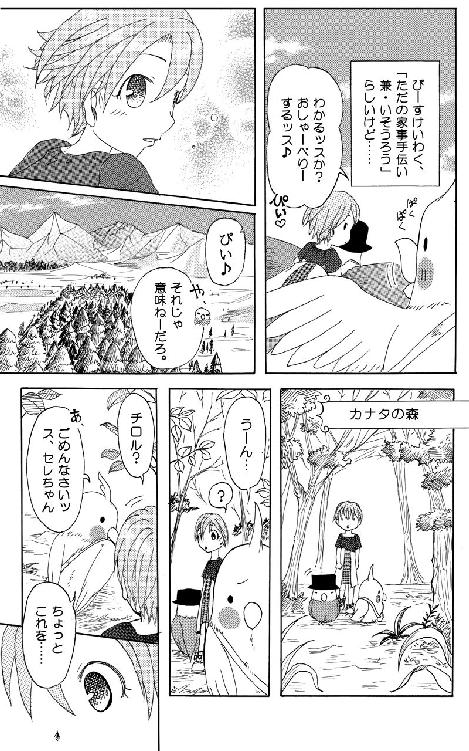 ぴーすけいわく、
「ただの家事手伝い
兼・いそうろう」
らしいけど……
わかるッスか?
おしゃーべりー
するッス♪
ぴぃ♡
ぱく
ぱく
ぴぃ♪
や、
それじゃ
意味ねーだろ。
カナタの森
うーん…
?
チロル?
あ、
ごめんなさいッ
ス、セレちゃん
ちょっと
これを……